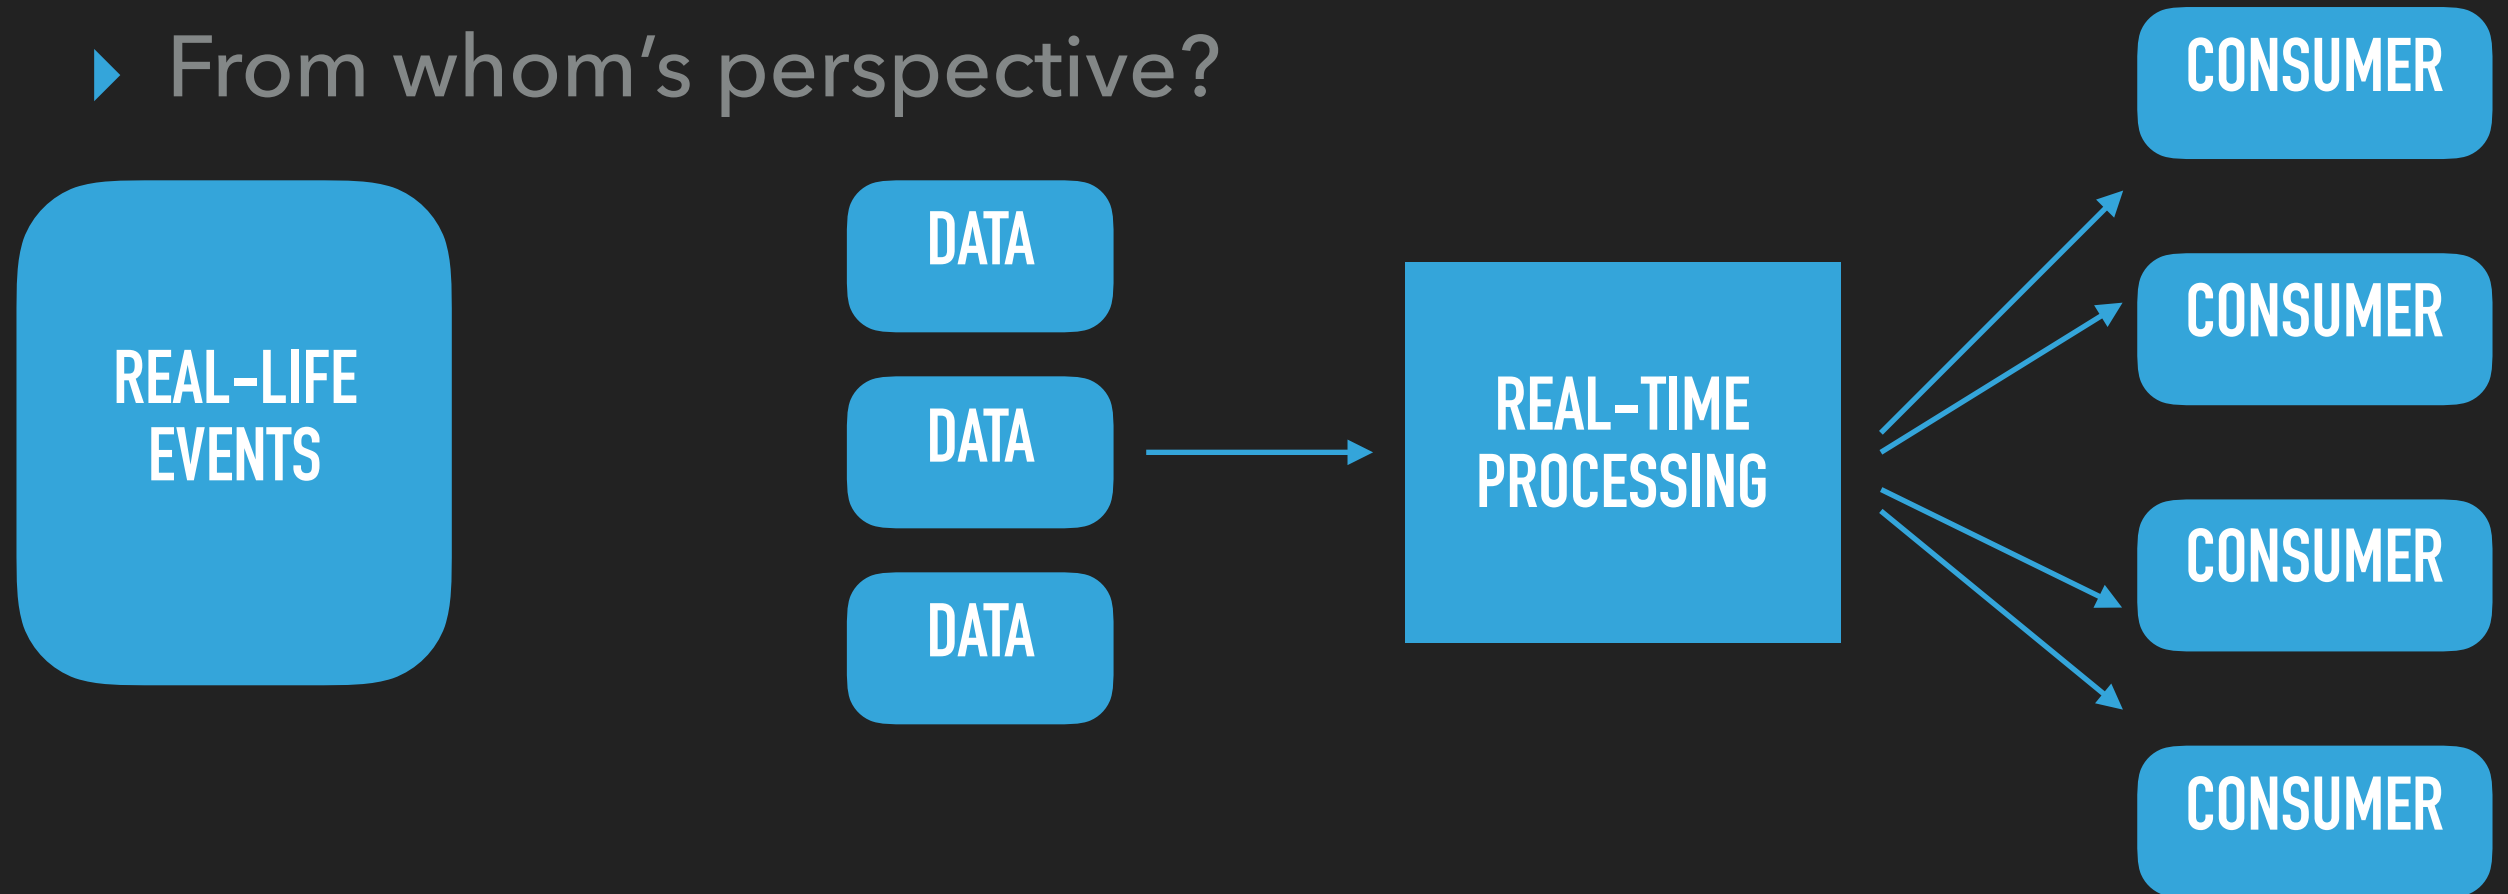 From whom’s perspective?
REAL-LIFE
EVENTS
DATA
DATA
DATA
REAL-TIME
PROCESSING
CONSUMER
CONSUMER
CONSUMER
CONSUMER